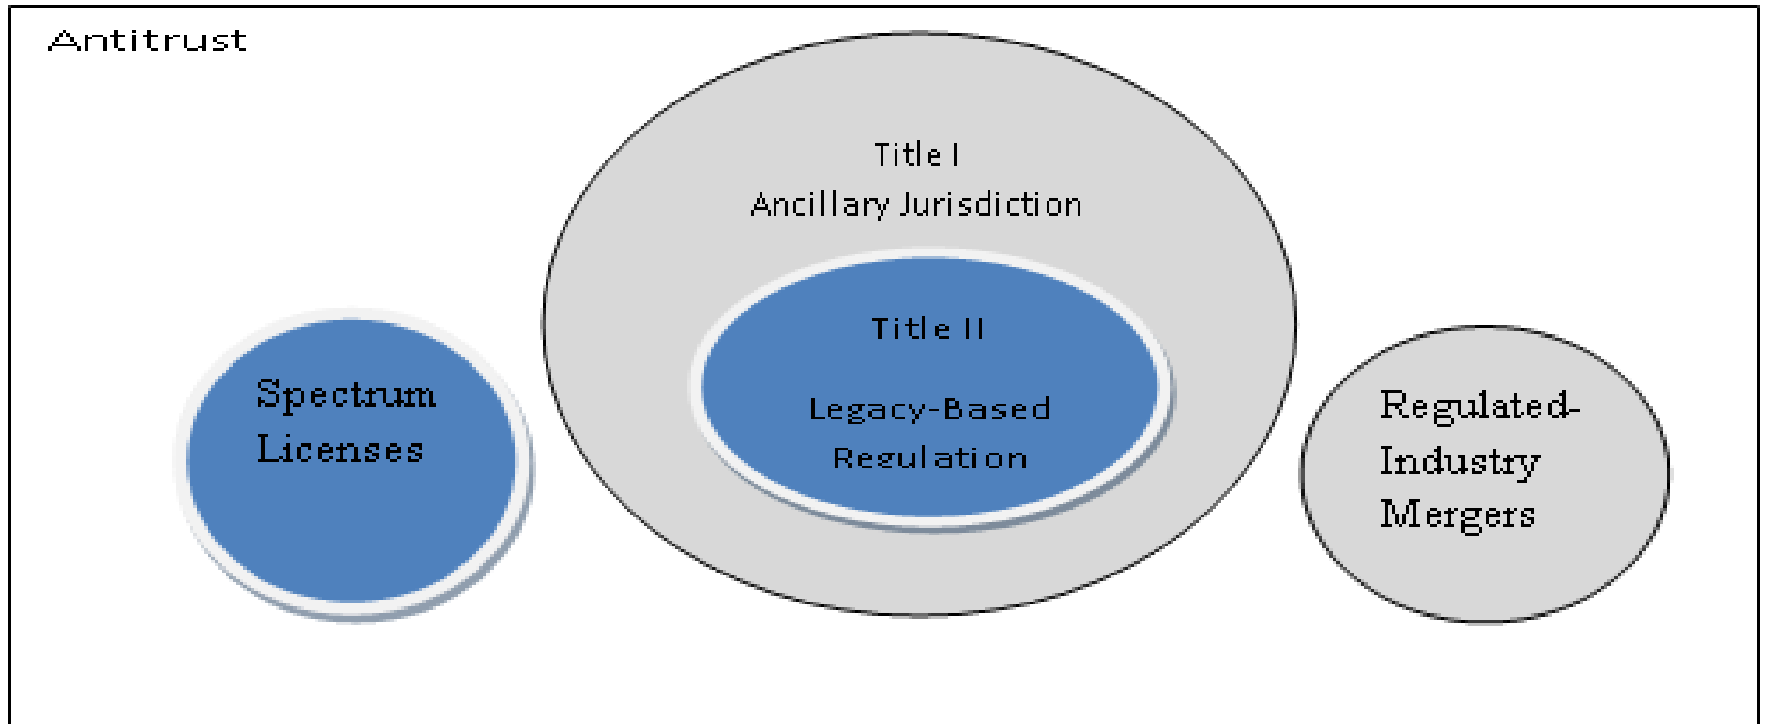 Antitrust
Title I
Ancillary Jurisdiction
Title II
Legacy-Based
Regulation
Spectrum
Licenses
Regulated-
Industry
Mergers